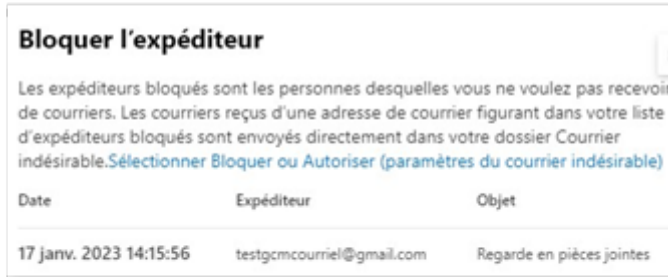 Bloquer l'expéditeur
Les expéditeurs bloqués sont les personnes desquelles vous ne voulez pas recevoir
de courriers. Les courriers reçus d'une adresse de courrier figurant dans votre liste
d'expéditeurs bloqués sont envoyés directement dans votre dossier Courrier
indésirable.Sélectionner Bloquer ou Autoriser (paramètres du courrier indésirable)
Date Expéditeur Objet
17 janv. 2023 14:15:56 testgcmcourriel@gmail.com Regarde en pièces jointes